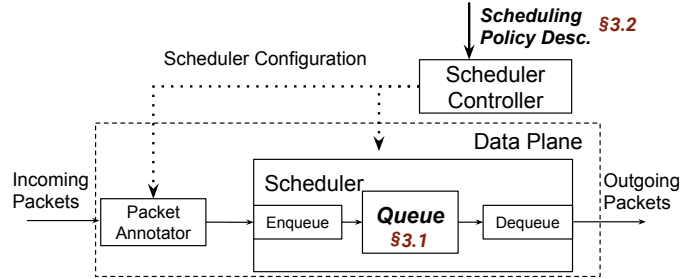 Scheduling §3.2
Policy Desc.
Scheduler Configuration
Scheduler
Controller
Data Plane
Incoming
Packets
Scheduler
Outgoing
Packets
Packet
Annotator
Enqueue
Queue
§3.1
Dequeue